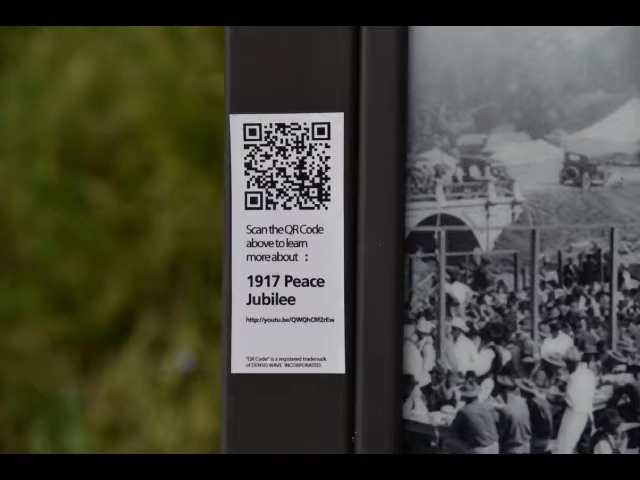 Scan the QR Code
above to learn
more about :
1917 Peace
Jubilee
http://youtu.be/QWQhCRfZrEw
"QR Code" is a registered trademark
of DENSO WAVE INCORPORATED.